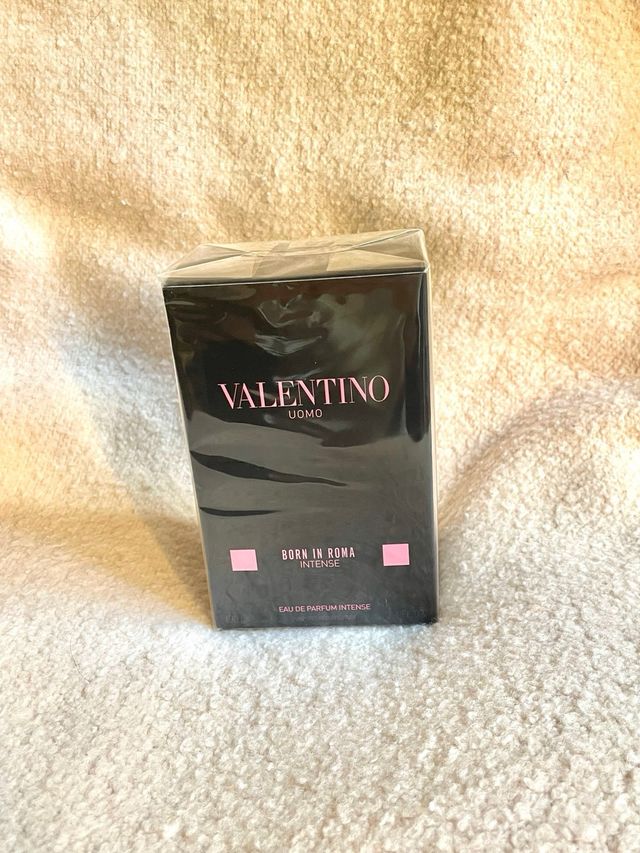 VALENTINO
UOMO
BORN IN ROMA
INTENSE
EAU DE PARFUM INTENSE